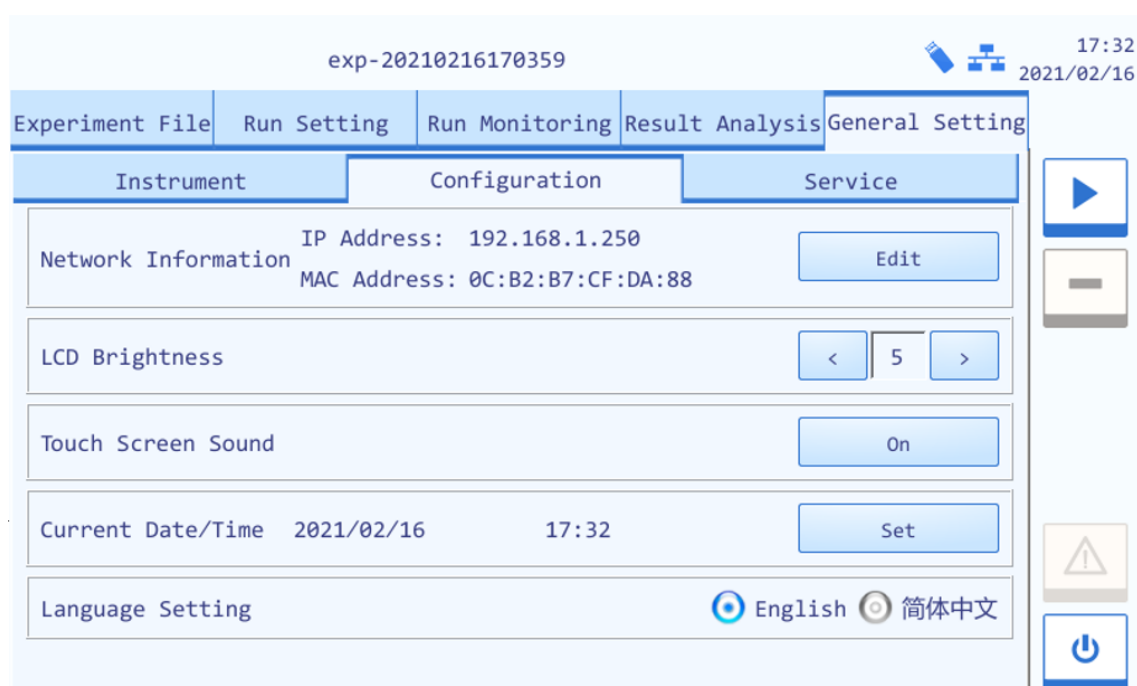 exp-20210216170359
17:32
2021/02/16
Experiment File
Run Setting
Run Monitoring
Result Analysis
General Setting
Instrument
Configuration
Service
Network Information
IP Address: 192.168.1.250
MAC Address: 0C:B2:B7:CF:DA:88
Edit
LCD Brightness
<
5
>
Touch Screen Sound
On
Current Date/Time 2021/02/16 17:32
Set
Language Setting
English
简体中文